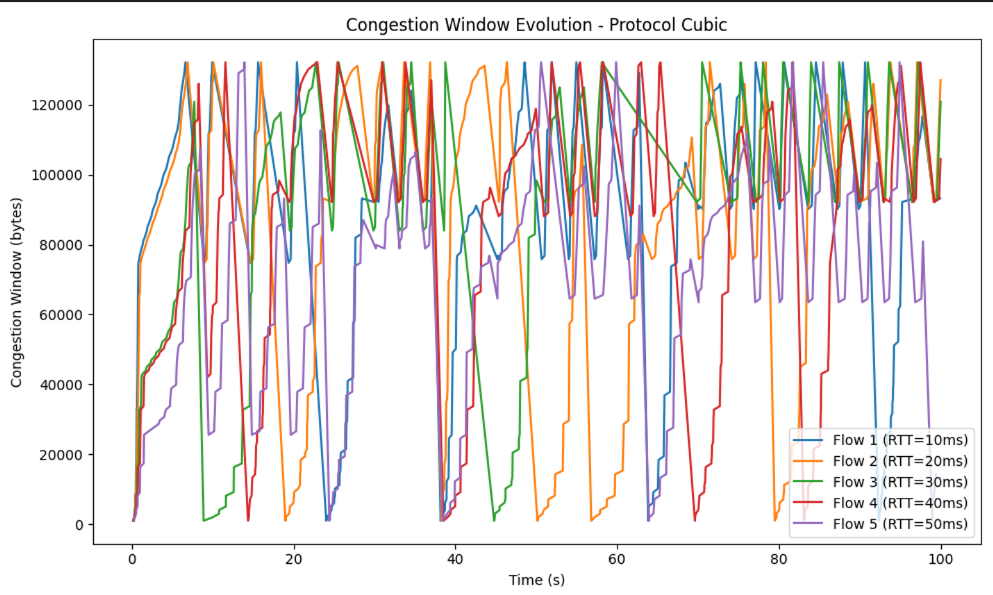 Congestion Window Evolution - Protocol Cubic
Congestion Window (bytes)
120000
100000
80000
60000
40000
20000
0
0 20 40 60 80 100
Time (s)
Flow 1 (RTT=10ms)
Flow 2 (RTT=20ms)
Flow 3 (RTT=30ms)
Flow 4 (RTT=40ms)
Flow 5 (RTT=50ms)